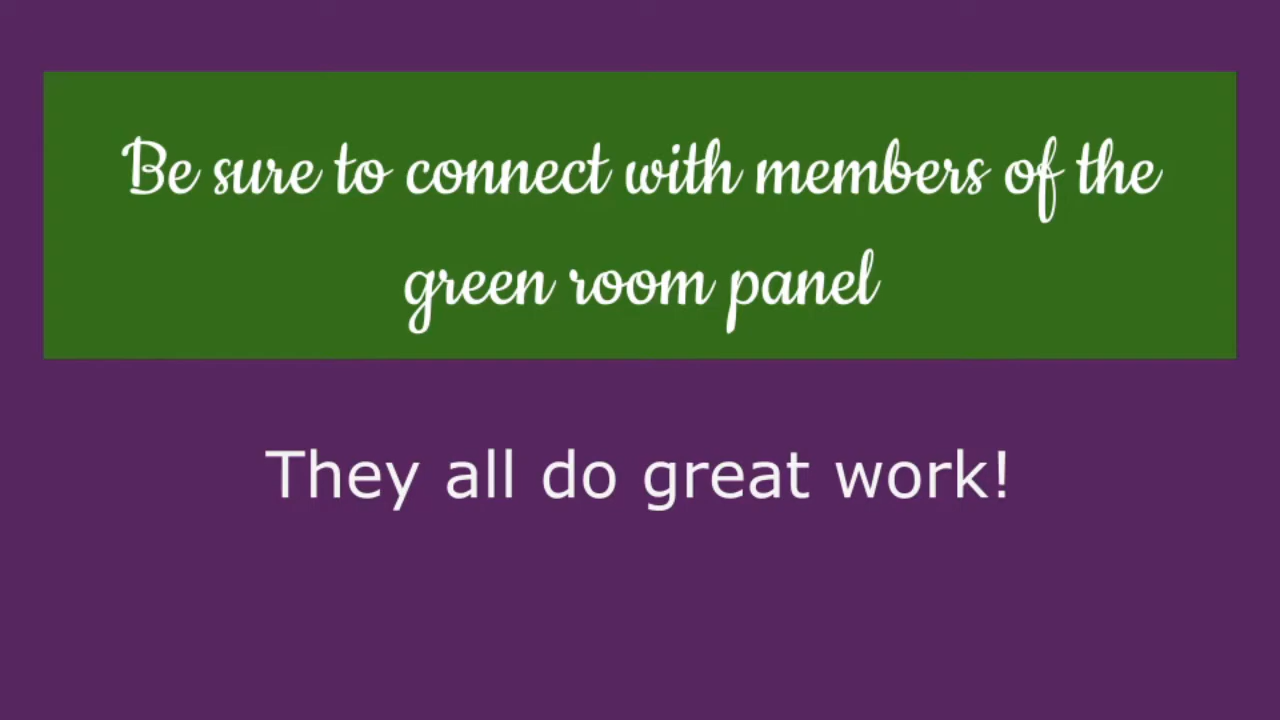 Be sure to connect with members of the
green room panel
They all do great work!